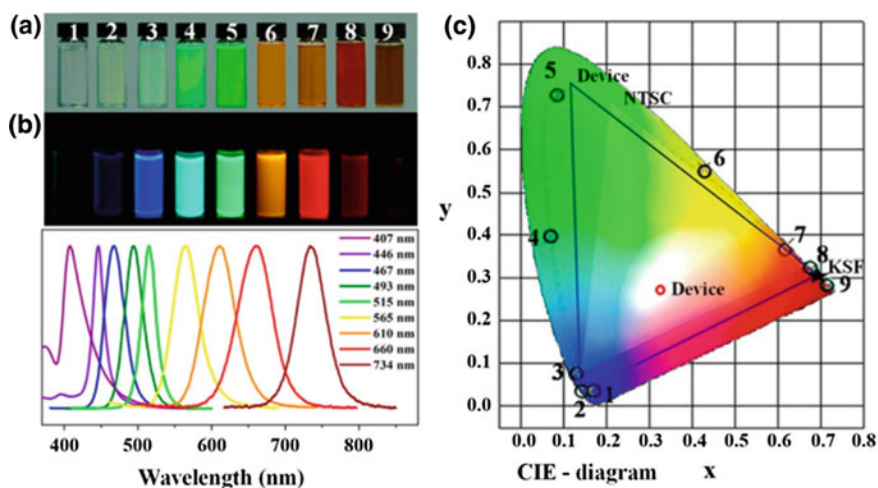 (a)
1 2 3 4 5 6 7 8 9
(b)
407 nm
446 nm
467 nm
493 nm
515 nm
565 nm
610 nm
660 nm
734 nm
400 500 600 700 800
Wavelength (nm)
(c)
0.8
0.7
0.6
0.5
0.4
0.3
0.2
0.1
0.0
y
5
Device
NTSC
6
4
7
8
KSF
9
Device
3
2
1
0.0 0.1 0.2 0.3 0.4 0.5 0.6 0.7 0.8
CIE - diagram x